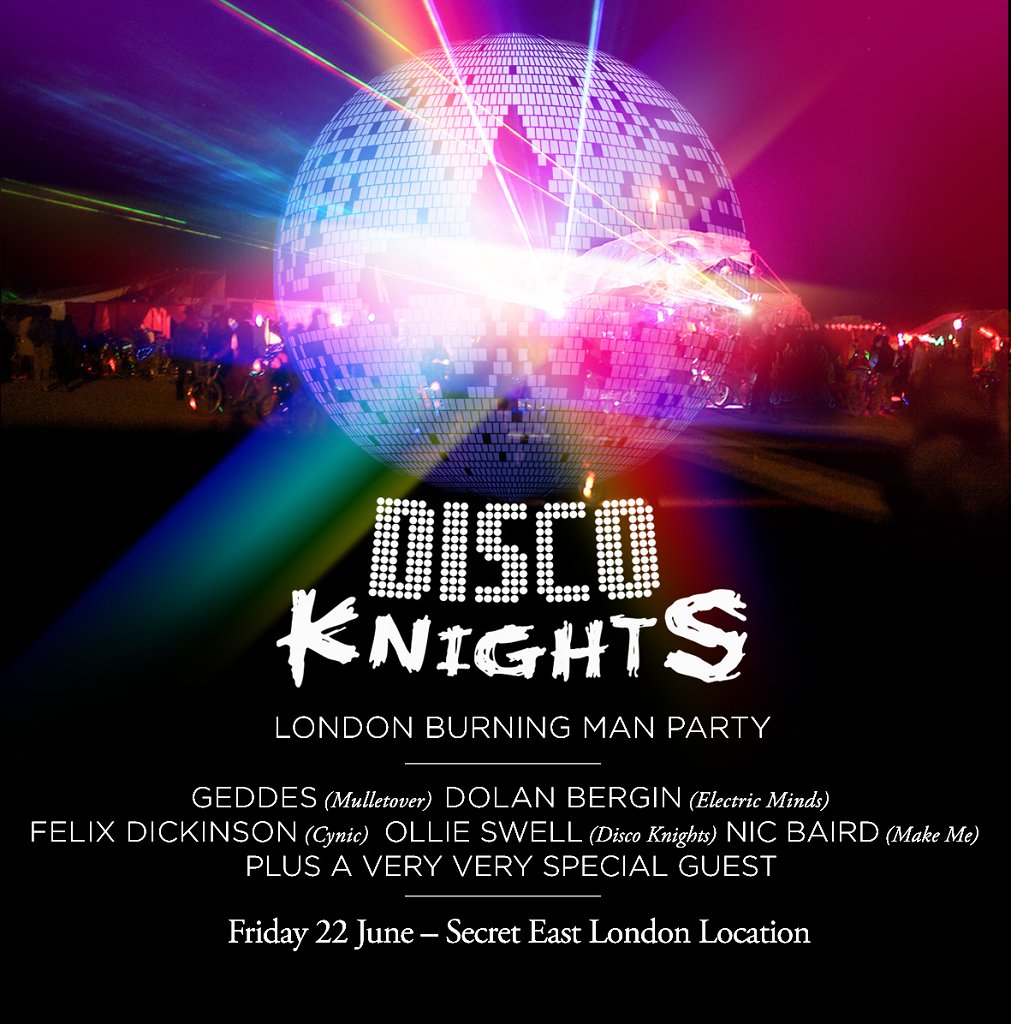 DISCO
KNIGHTS
LONDON BURNING MAN PARTY
GEDDES (Mulletover) DOLAN BERGIN (Electric Minds)
FELIX DICKINSON (Cynic) OLLIE SWELL (Disco Knights) NIC BAIRD (Make Me)
PLUS A VERY VERY SPECIAL GUEST
Friday 22 June – Secret East London Location